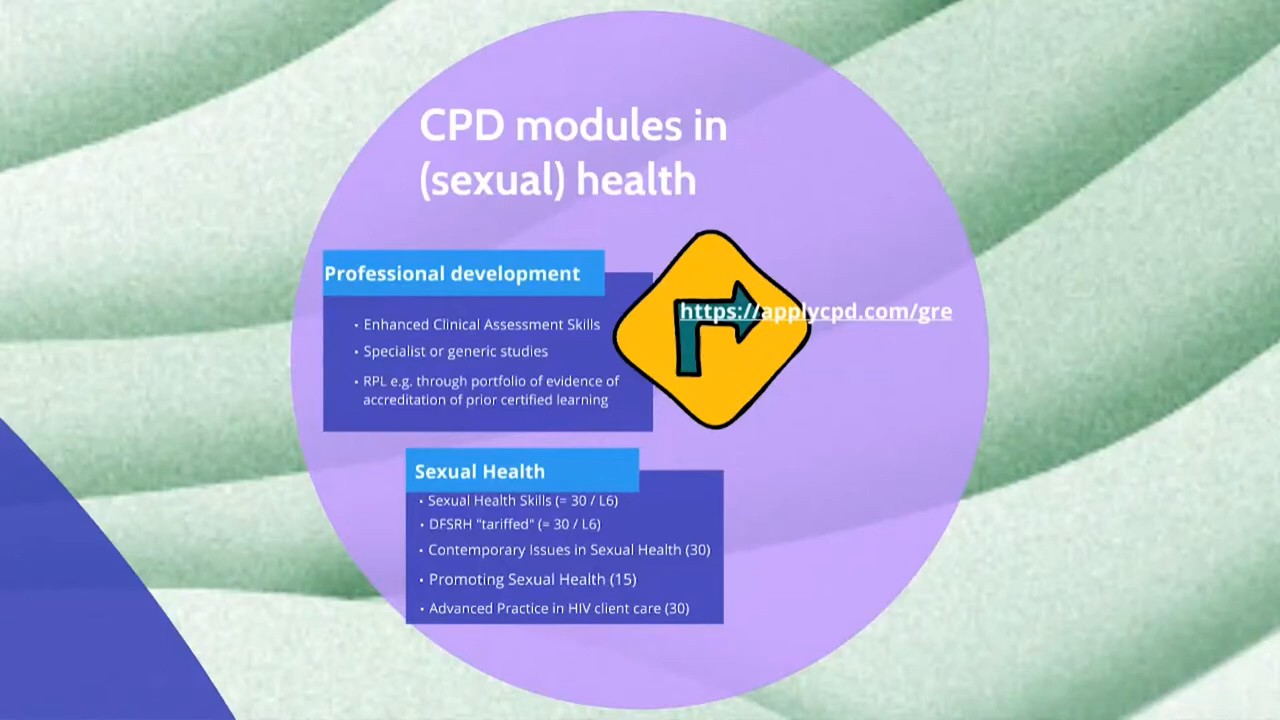 CPD modules in
(sexual) health
Professional development
https://applycpd.com/gre
• Enhanced Clinical Assessment Skills
• Specialist or generic studies
• RPL e.g. through portfolio of evidence of
accreditation of prior certified learning
Sexual Health
• Sexual Health Skills (= 30 / L6)
• DFSRH "tariffed" (= 30 / L6)
• Contemporary Issues in Sexual Health (30)
• Promoting Sexual Health (15)
• Advanced Practice in HIV client care (30)